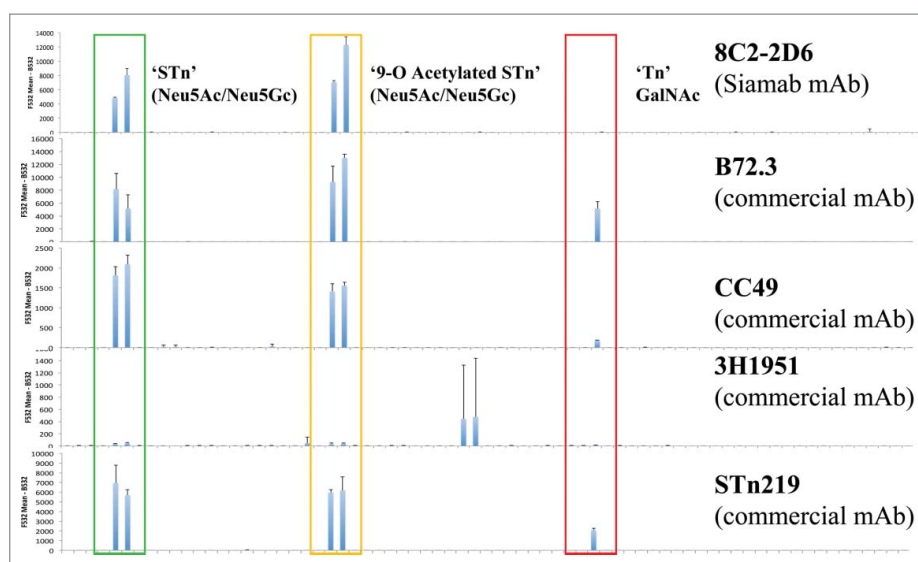 14000
12000
10000
8000
6000
4000
2000
0
F532 Mean - B532
'STn'
(Neu5Ac/Neu5Gc)
'9-O Acetylated STn'
(Neu5Ac/Neu5Gc)
'Tn'
GalNAc
8C2-2D6
(Siamab mAb)
16000
14000
12000
10000
8000
6000
4000
2000
0
F532 Mean - B532
B72.3
(commercial mAb)
2500
2000
1500
1000
500
0
F532 Mean - B532
CC49
(commercial mAb)
1400
1200
1000
800
600
400
200
0
F532 Mean - B532
3H1951
(commercial mAb)
10000
9000
8000
7000
6000
5000
4000
3000
2000
1000
0
F532 Mean - B532
STn219
(commercial mAb)